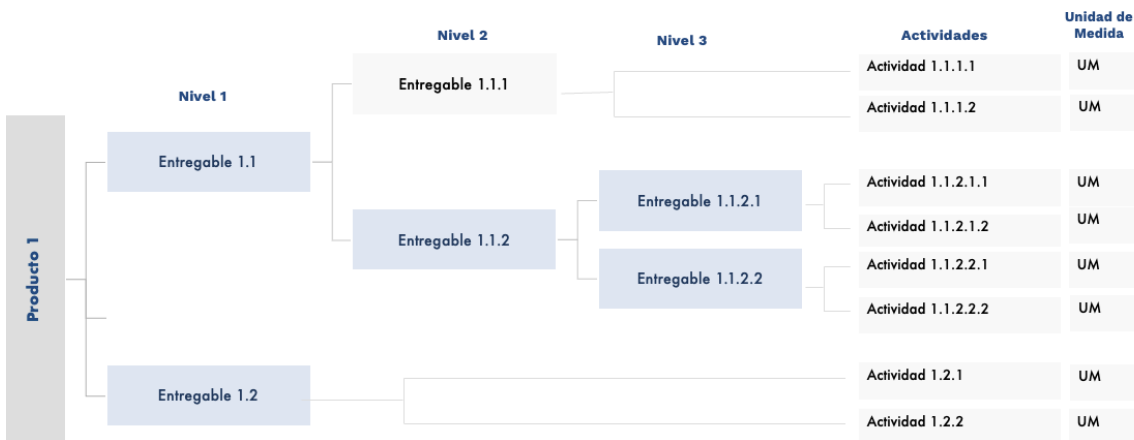 Unidad de
Medida
Nivel 2
Nivel 3
Actividades
Nivel 1
Entregable 1.1.1
Actividad 1.1.1.1
UM
Actividad 1.1.1.2
UM
Entregable 1.1
Entregable 1.1.2
Entregable 1.1.2.1
Actividad 1.1.2.1.1
UM
Actividad 1.1.2.1.2
UM
Entregable 1.1.2.2
Actividad 1.1.2.2.1
UM
Actividad 1.1.2.2.2
UM
Producto 1
Entregable 1.2
Actividad 1.2.1
UM
Actividad 1.2.2
UM